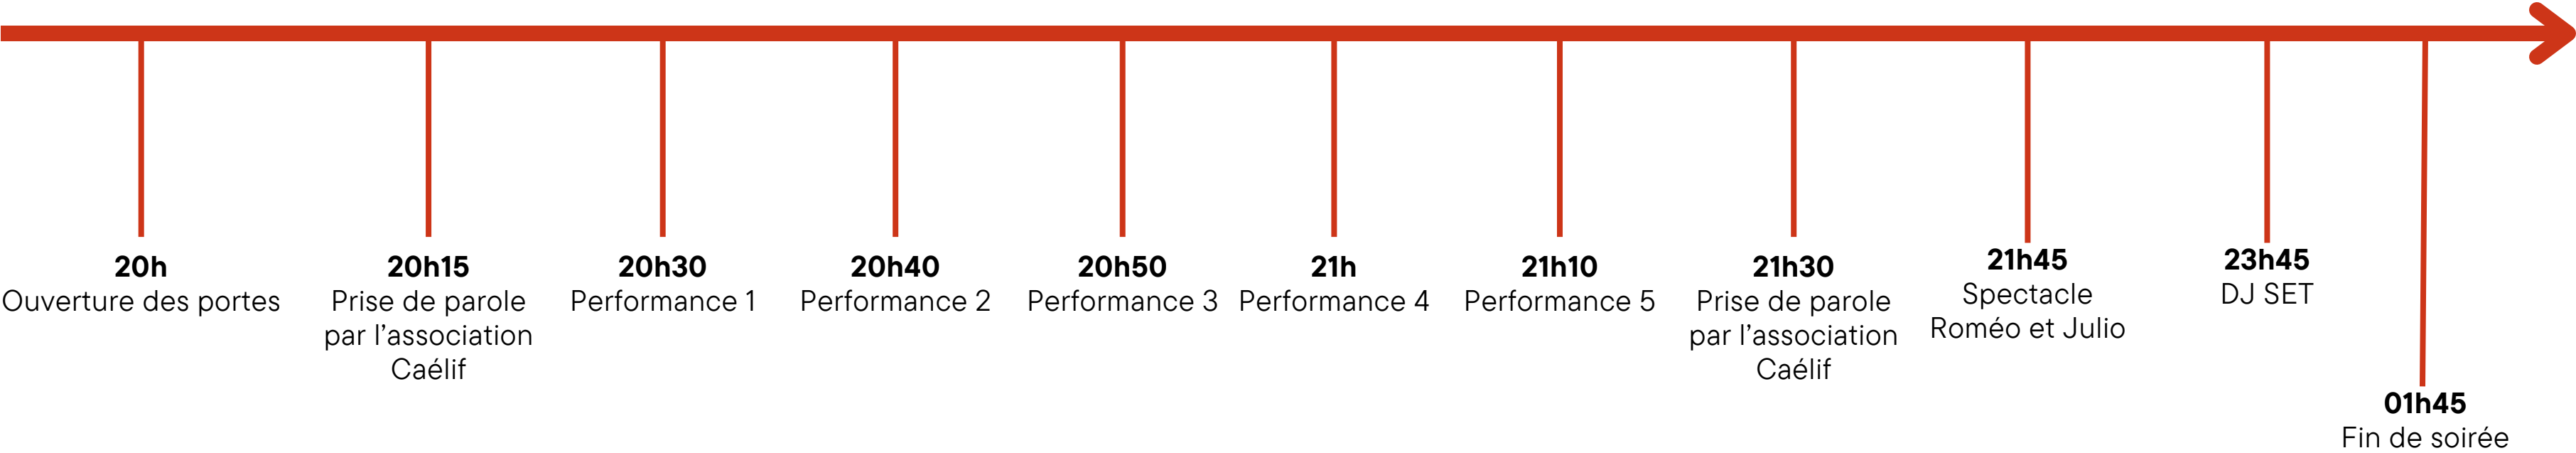 20h
Ouverture des portes
20h15
Prise de parole
par l’association
Caélif
20h30
Performance 1
20h40
Performance 2
20h50
Performance 3
21h
Performance 4
21h10
Performance 5
21h30
Prise de parole
par l’association
Caélif
21h45
Spectacle
Roméo et Julio
23h45
DJ SET
01h45
Fin de soirée